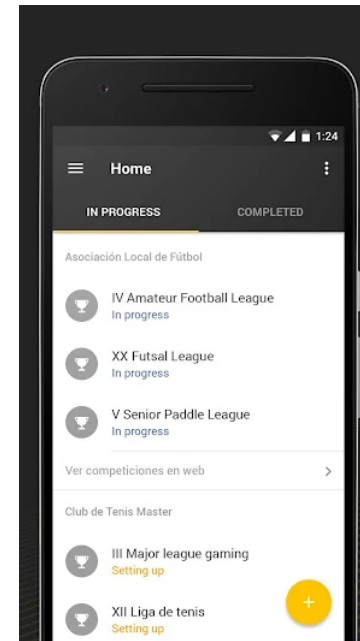 1:24
Home
IN PROGRESS COMPLETED
Asociación Local de Fútbol
IV Amateur Football League
In progress
XX Futsal League
In progress
V Senior Paddle League
In progress
Ver competiciones en web
Club de Tenis Master
III Major league gaming
Setting up
XII Liga de tenis
Setting up